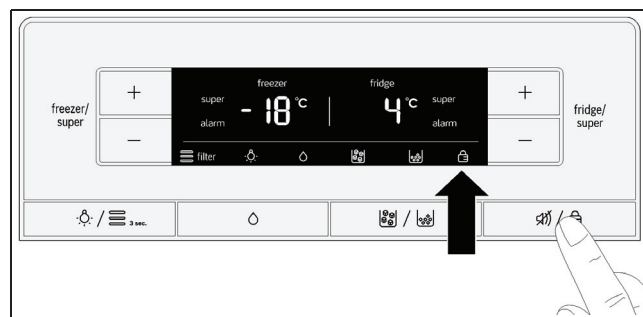 freezer/
super
+
−
freezer
fridge
super
- 18 °C
4 °C
super
alarm
alarm
filter
+
−
fridge/
super
/ 3 sec.
/
/